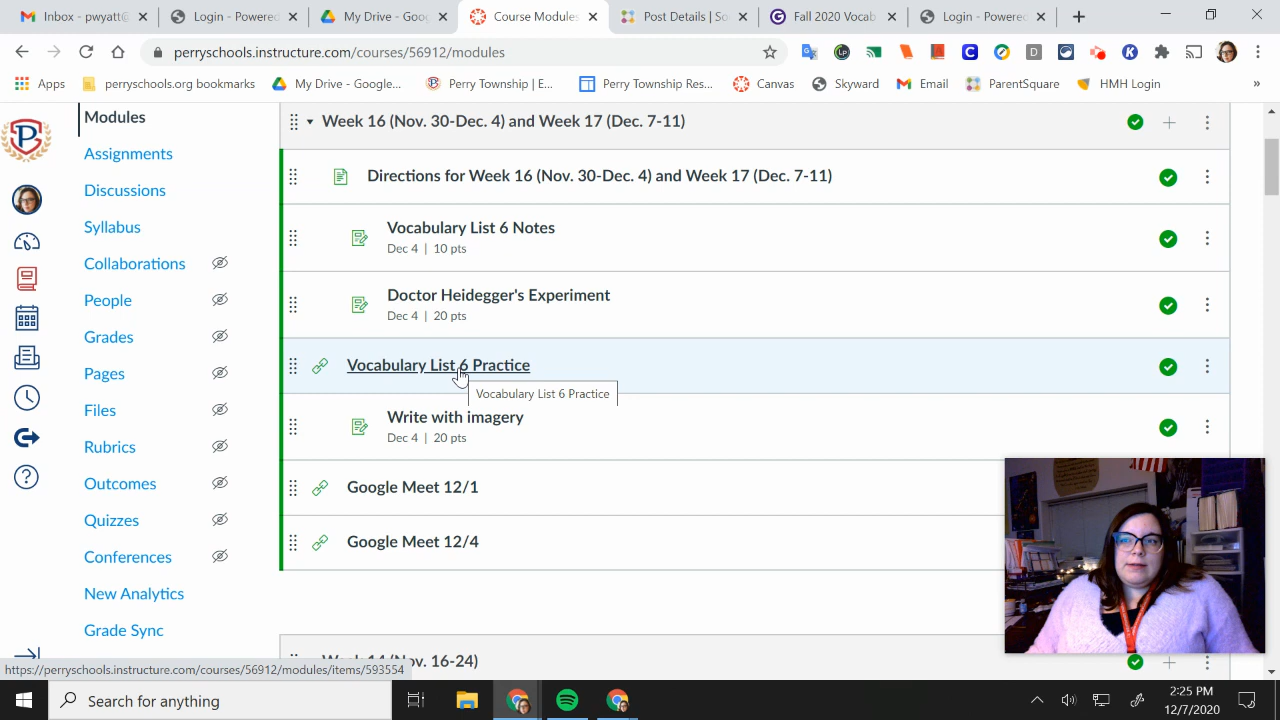 Inbox - pwyatt@
Login - Powered
My Drive - Goo
Course Modules
Post Details | So
Fall 2020 Vocab
Login - Powered
perryschools.instructure.com/courses/56912/modules
Apps
perryschools.org bookmarks
My Drive - Google...
Perry Township | E...
Perry Township Res...
Canvas
Skyward
Email
ParentSquare
HMH Login
»
Modules
Assignments
Discussions
Syllabus
Collaborations
People
Grades
Pages
Files
Rubrics
Outcomes
Quizzes
Conferences
New Analytics
Grade Sync
Week 16 (Nov. 30-Dec. 4) and Week 17 (Dec. 7-11)
Directions for Week 16 (Nov. 30-Dec. 4) and Week 17 (Dec. 7-11)
Vocabulary List 6 Notes
Dec 4 | 10 pts
Doctor Heidegger's Experiment
Dec 4 | 20 pts
Vocabulary List 6 Practice
Vocabulary List 6 Practice
Write with imagery
Dec 4 | 20 pts
Google Meet 12/1
Google Meet 12/4
(Nov. 16-24)
https://perryschools.instructure.com/courses/56912/modules/items/593554
Search for anything
2:25 PM
12/7/2020